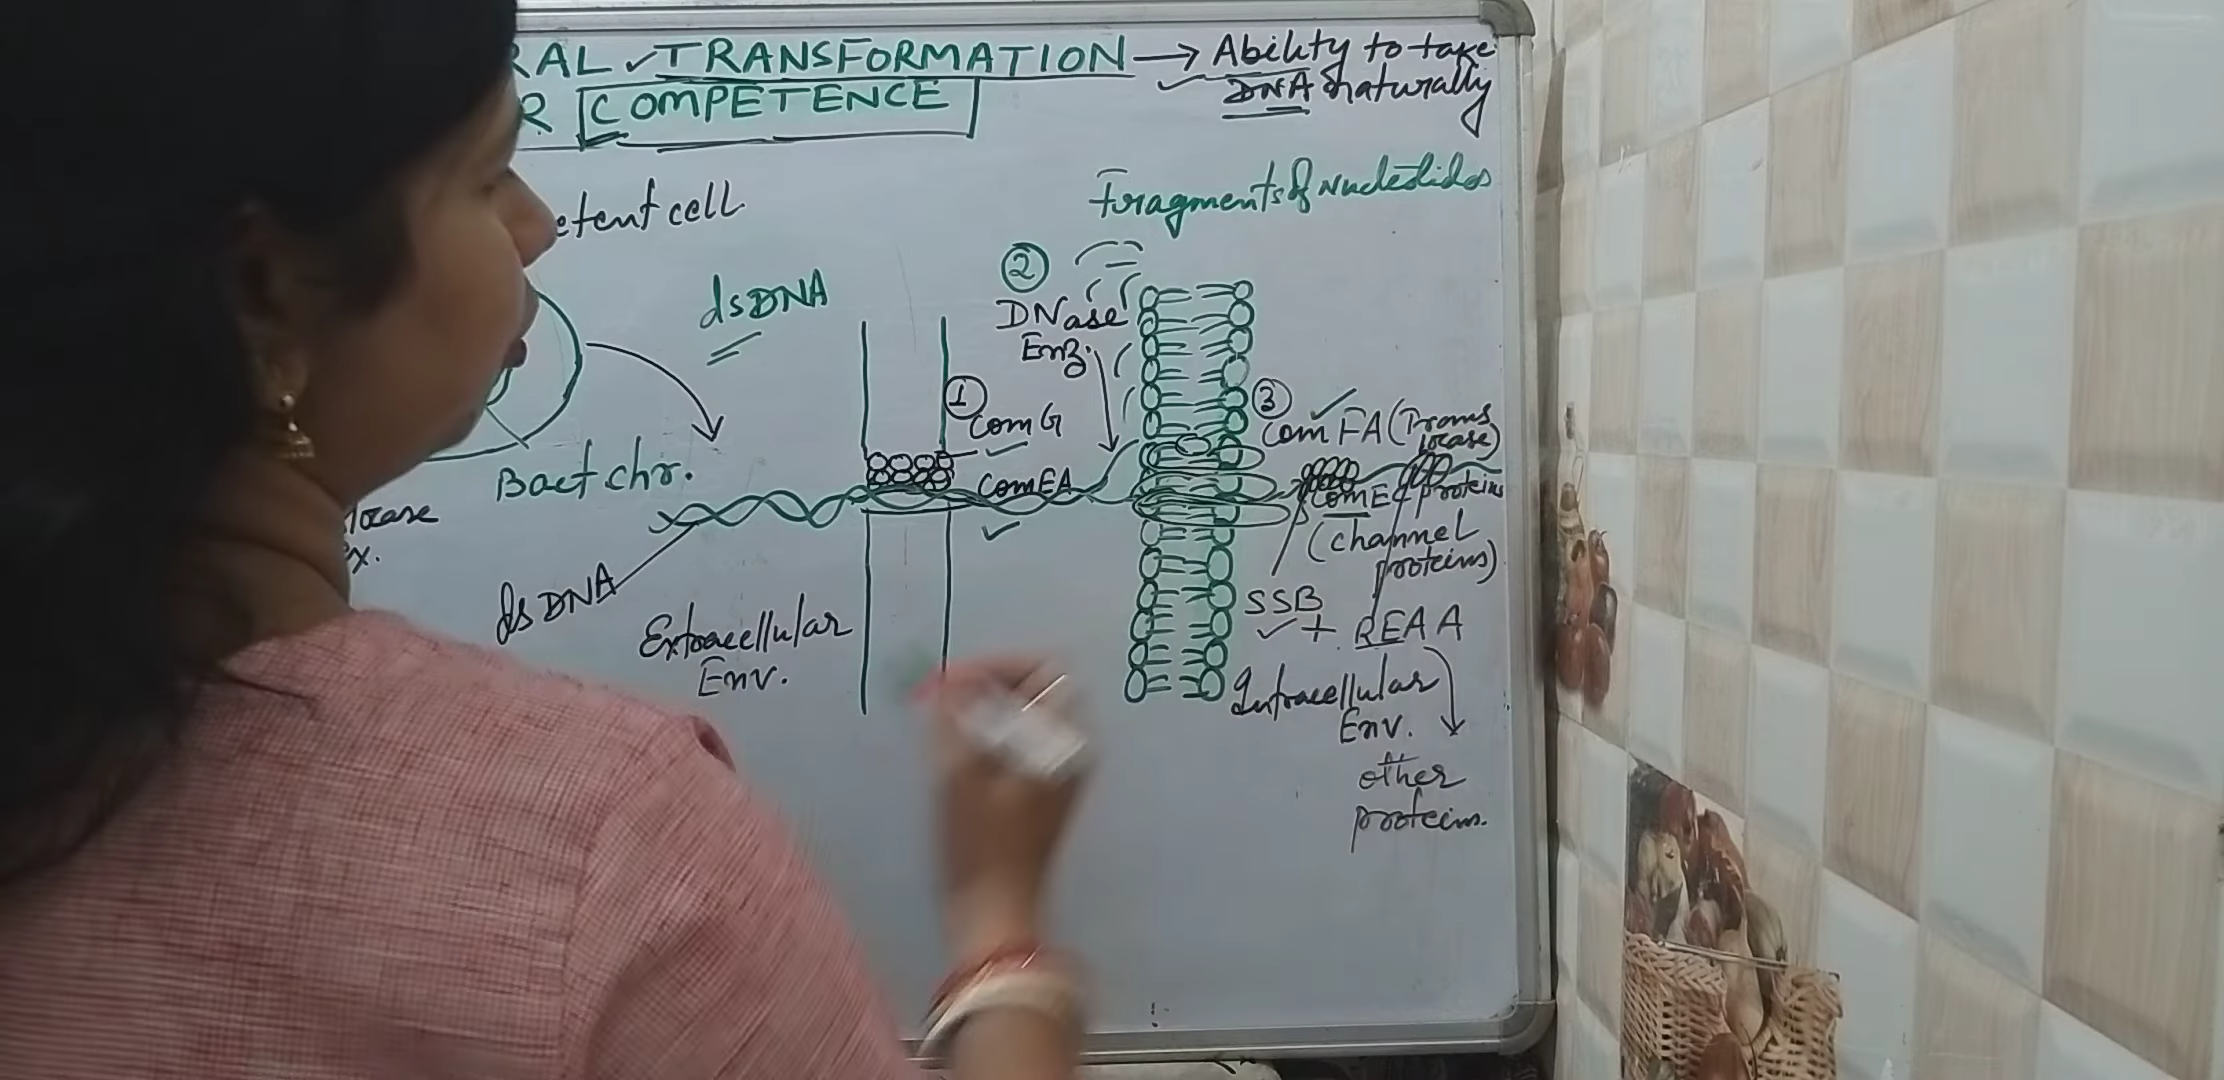 RAL TRANSFORMATION → Ability to take
DNA naturally
R COMPETENCE
etent cell
Fragments of Nucleotides
dsDNA
②
DNase
Enz.
①
ComG
③
ComFA (Trans
locase)
Bact chr.
ComEA
ComEC proteins
(channel
proteins)
locase
x.
dsDNA
SSB
+ REAA
Extracellular
Env.
Intracellular
Env.
other
proteins.